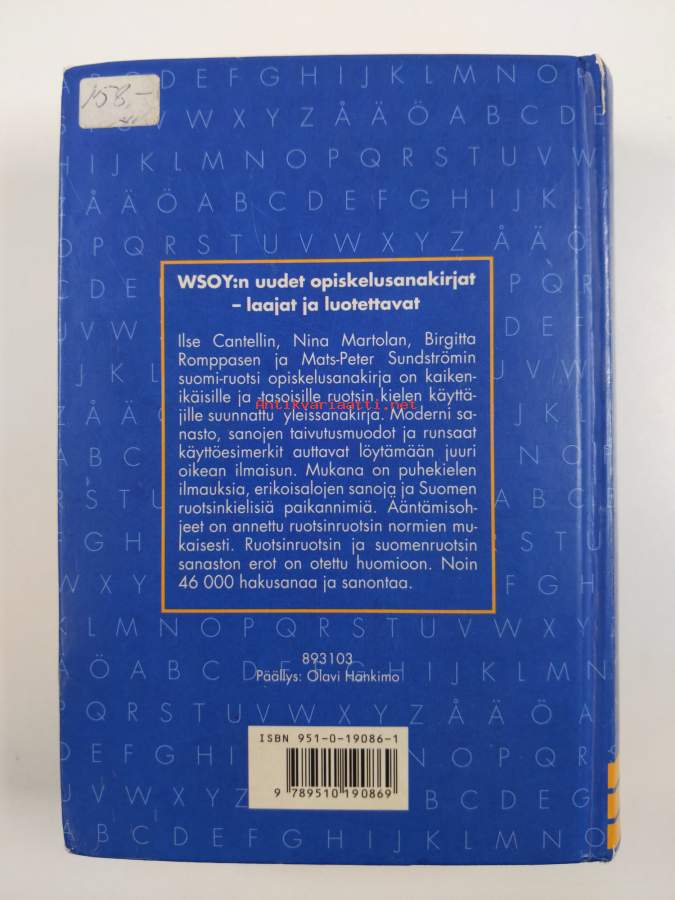 158,-
A B C D E F G H I J K L M N O
U V W X Y Z Å Ä Ö A B C D E
H I J K L M N O P Q R S T U V W
Z Å Ä Ö A B C D E F G H I J K L
O P Q R S T U V W X Y Z Å Ä Ö
WSOY:n uudet opiskelusanakirjat
– laajat ja luotettavat
Ilse Cantellin, Nina Martolan, Birgitta
Romppasen ja Mats-Peter Sundströmin
suomi-ruotsi opiskelusanakirja on kaiken-
ikäisille ja -tasoisille ruotsin kielen käyttä-
jille suunnattu yleissanakirja. Moderni sa-
nasto, sanojen taivutusmuodot ja runsaat
käyttöesimerkit auttavat löytämään juuri
oikean ilmaisun. Mukana on puhekielen
ilmauksia, erikoisalojen sanoja ja Suomen
ruotsinkielisiä paikannimiä. Ääntämisoh-
jeet on annettu ruotsinruotsin normien mu-
kaisesti. Ruotsinruotsin ja suomenruotsin
sanaston erot on otettu huomioon. Noin
46 000 hakusanaa ja sanontaa.
Antikvariaatti.net
L M N O P Q R S T U V W X Y
893103
Päällys: Olavi Hankimo
ISBN 951-0-19086-1
9 789510 190869
A B C D E F G H I J K L M N O